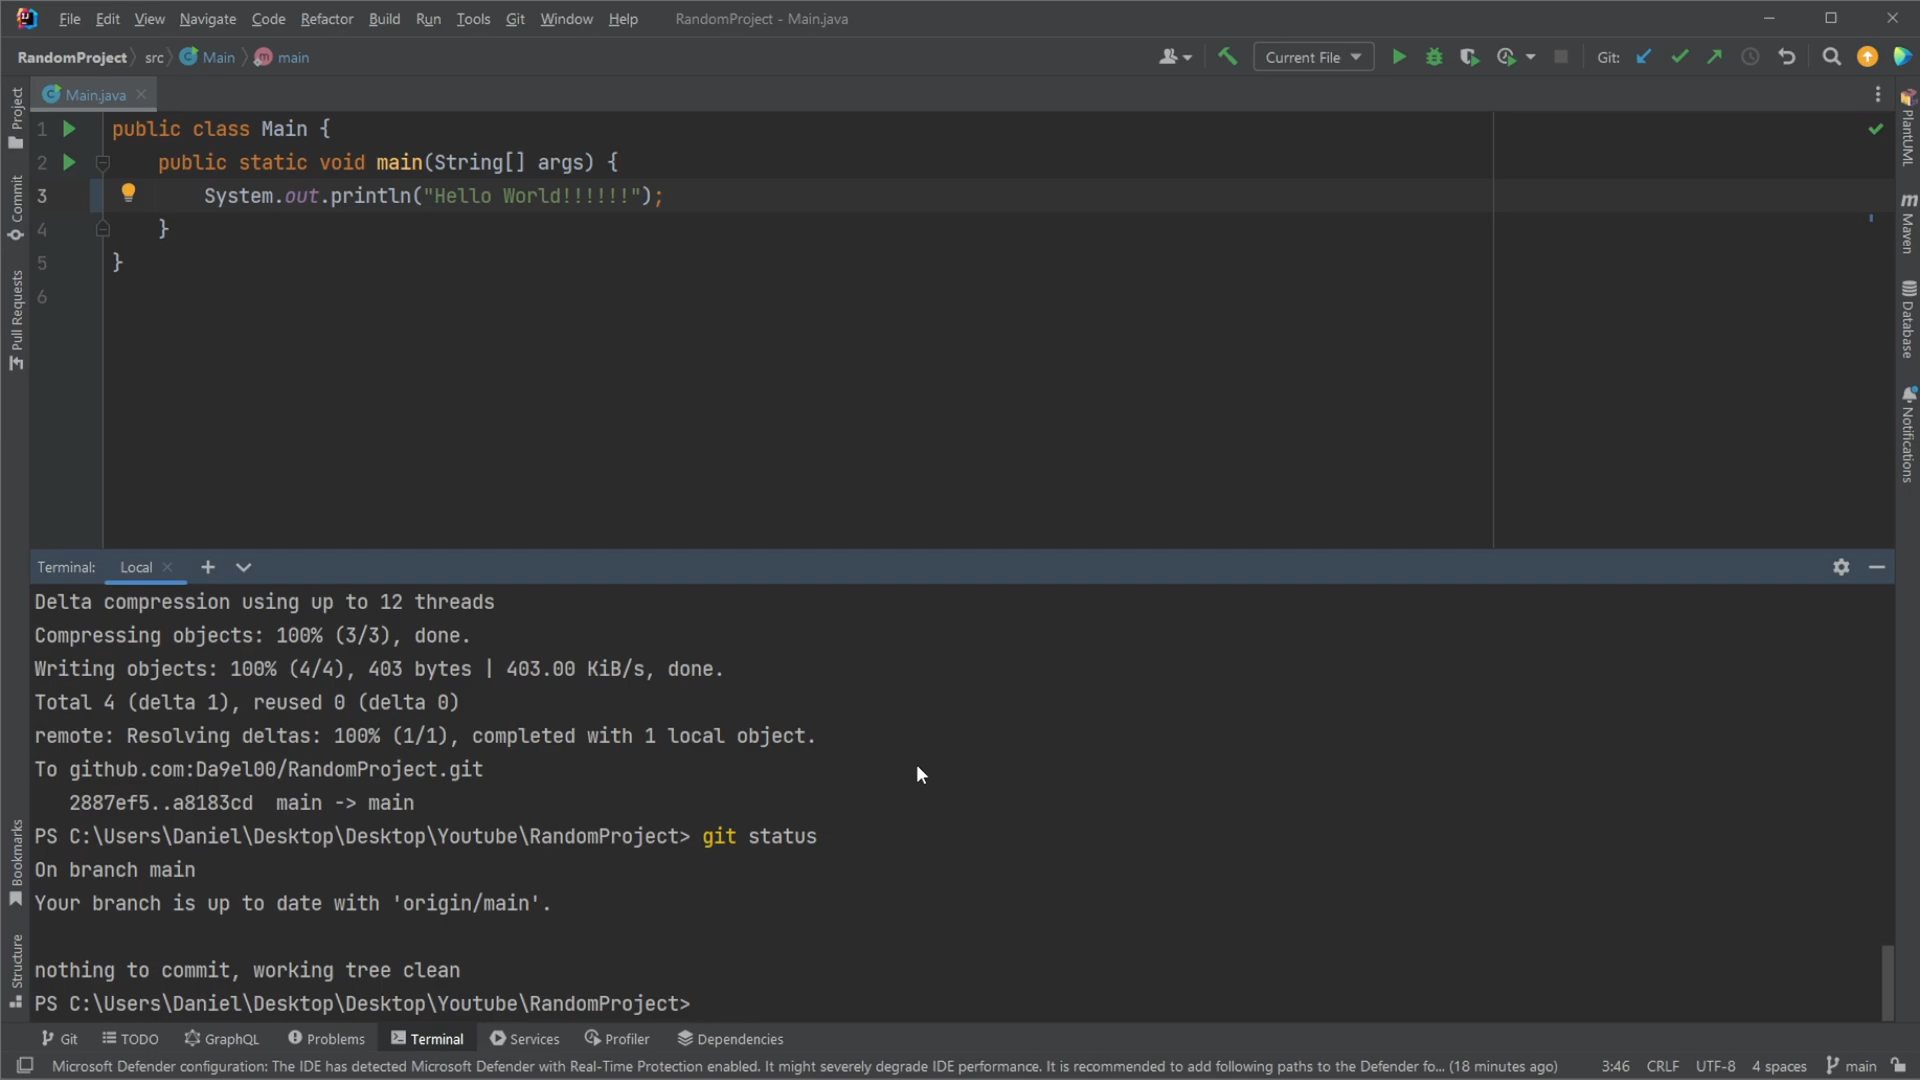 File Edit View Navigate Code Refactor Build Run Tools Git Window Help RandomProject - Main.java
RandomProject src Main main Current File Git:
Main.java
1 public class Main {
2 public static void main(String[] args) {
3 System.out.println("Hello World!!!!!!");
4 }
5 }
6
Project
Commit
Pull Requests
Bookmarks
Structure
PlantUML
Maven
Database
Notifications
Terminal: Local
Delta compression using up to 12 threads
Compressing objects: 100% (3/3), done.
Writing objects: 100% (4/4), 403 bytes | 403.00 KiB/s, done.
Total 4 (delta 1), reused 0 (delta 0)
remote: Resolving deltas: 100% (1/1), completed with 1 local object.
To github.com:Da9el00/RandomProject.git
2887ef5..a8183cd main -> main
PS C:\Users\Daniel\Desktop\Desktop\Youtube\RandomProject> git status
On branch main
Your branch is up to date with 'origin/main'.
nothing to commit, working tree clean
PS C:\Users\Daniel\Desktop\Desktop\Youtube\RandomProject>
Git TODO GraphQL Problems Terminal Services Profiler Dependencies
Microsoft Defender configuration: The IDE has detected Microsoft Defender with Real-Time Protection enabled. It might severely degrade IDE performance. It is recommended to add following paths to the Defender fo... (18 minutes ago) 3:46 CRLF UTF-8 4 spaces main